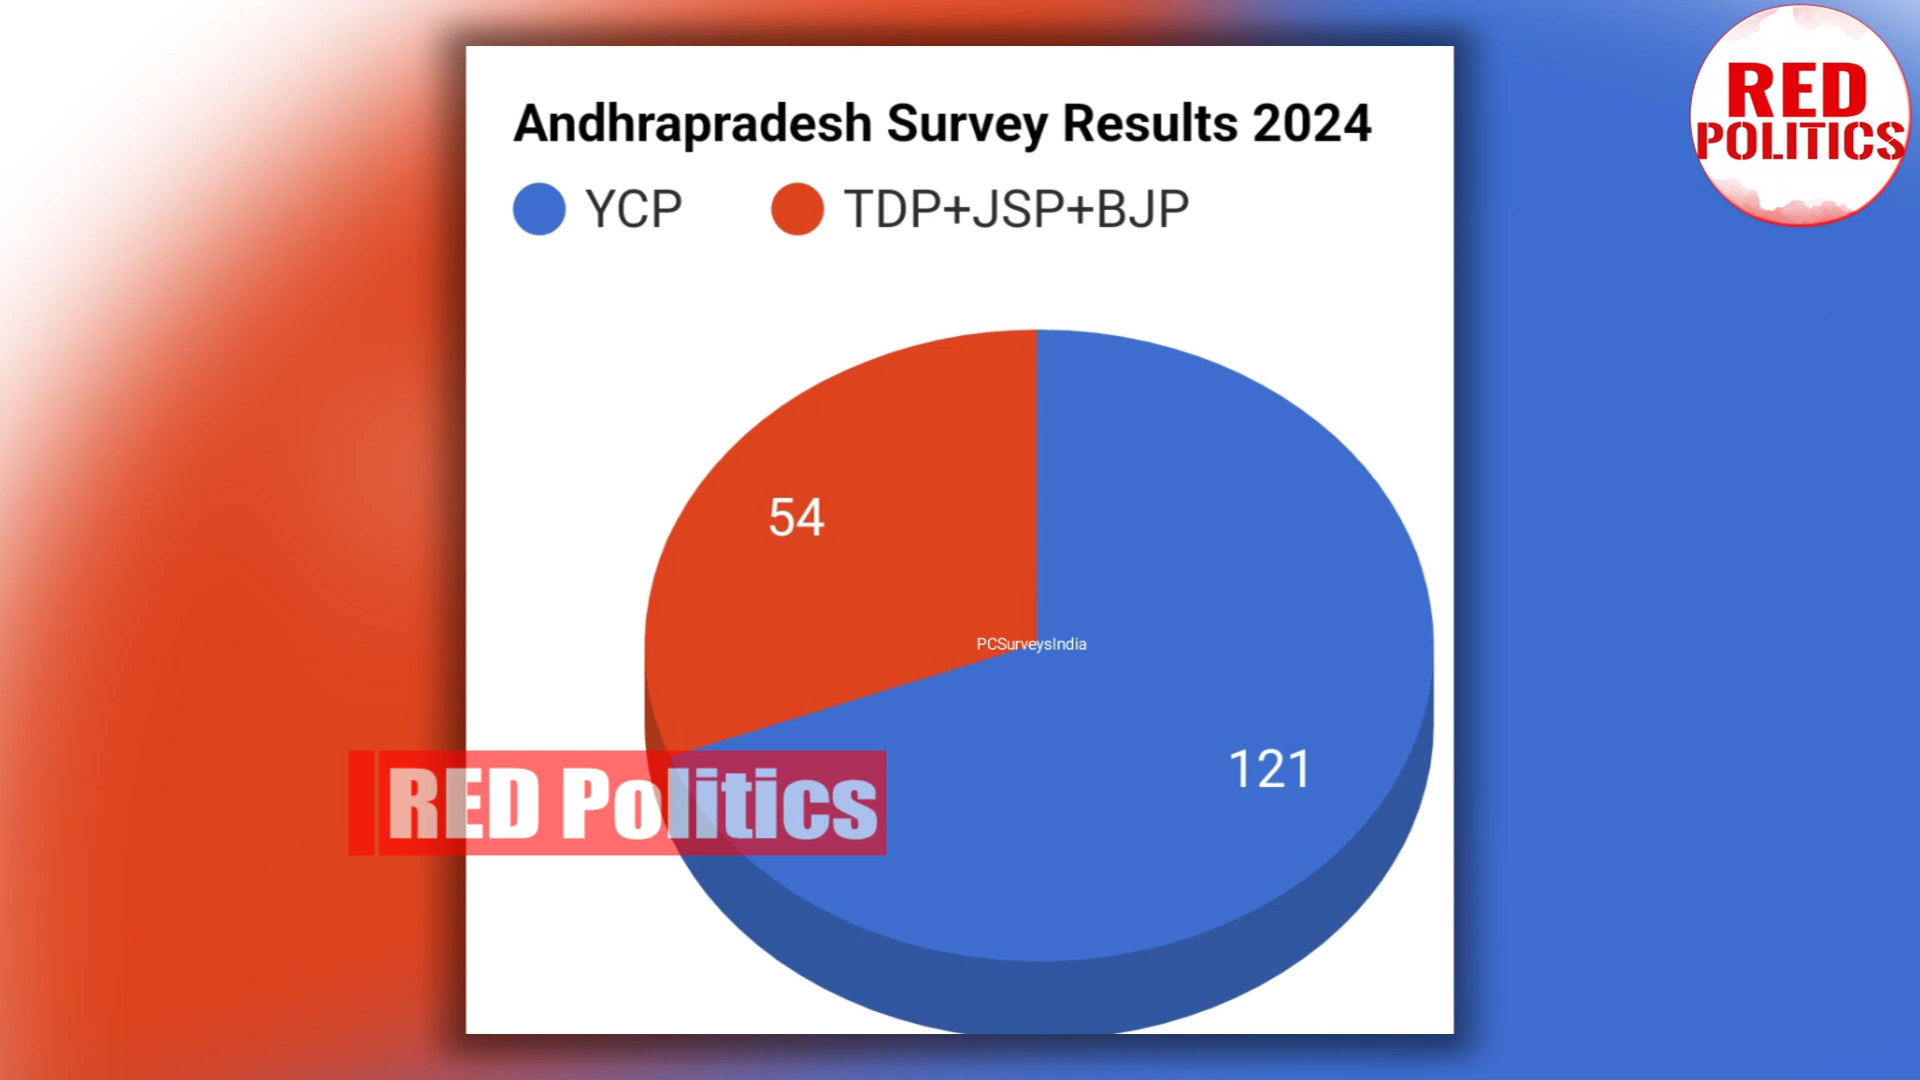 RED
POLITICS
Andhrapradesh Survey Results 2024
YCP
TDP+JSP+BJP
54
PCSurveysIndia
121
RED Politics